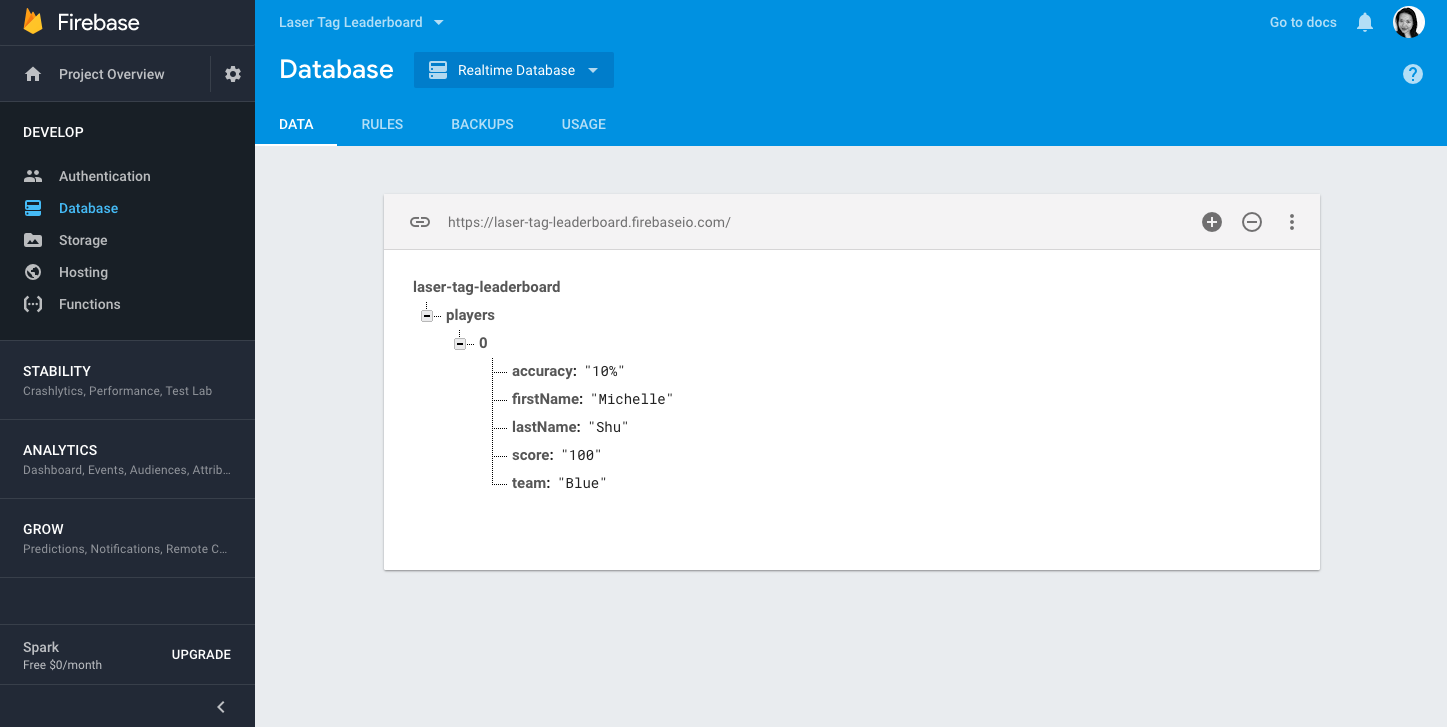 Firebase
Project Overview
DEVELOP
Authentication
Database
Storage
Hosting
Functions
STABILITY
Crashlytics, Performance, Test Lab
ANALYTICS
Dashboard, Events, Audiences, Attrib...
GROW
Predictions, Notifications, Remote C...
Spark
Free $0/month
UPGRADE
Laser Tag Leaderboard
Go to docs
Database
Realtime Database
DATA RULES BACKUPS USAGE
https://laser-tag-leaderboard.firebaseio.com/
laser-tag-leaderboard
players
0
accuracy: "10%"
firstName: "Michelle"
lastName: "Shu"
score: "100"
team: "Blue"